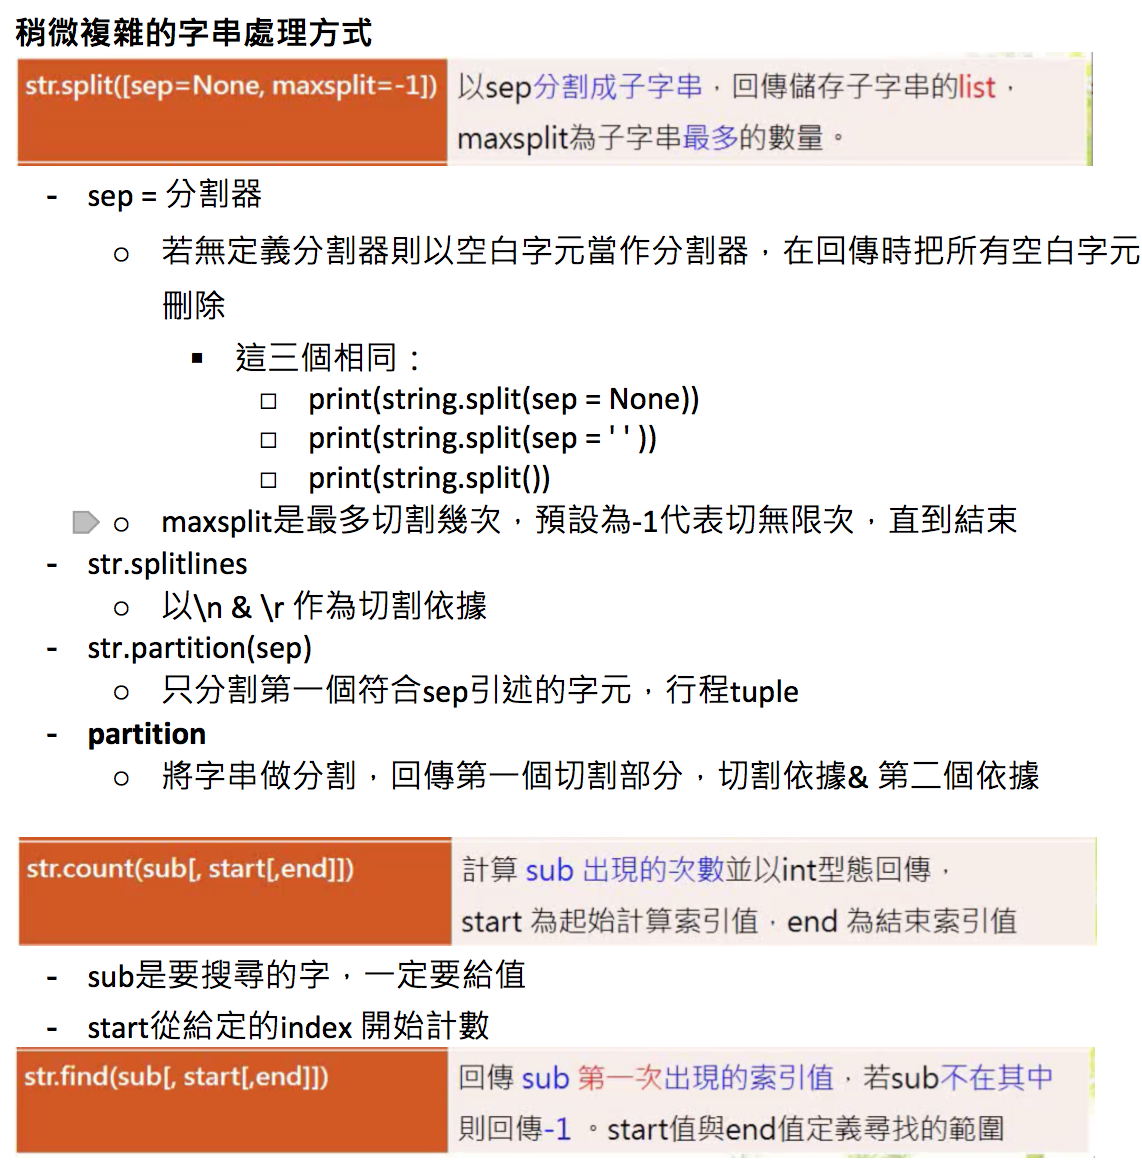 稍微複雜的字串處理方式
str.split([sep=None, maxsplit=-1])
以sep分割成子字串，回傳儲存子字串的list，
maxsplit為子字串最多的數量。
- sep = 分割器
○ 若無定義分割器則以空白字元當作分割器，在回傳時把所有空白字元
刪除
▪ 這三個相同：
□ print(string.split(sep = None))
□ print(string.split(sep = ' ' ))
□ print(string.split())
○ maxsplit是最多切割幾次，預設為-1代表切無限次，直到結束
- str.splitlines
○ 以\n & \r 作為切割依據
- str.partition(sep)
○ 只分割第一個符合sep引述的字元，行程tuple
- partition
○ 將字串做分割，回傳第一個切割部分，切割依據& 第二個依據
str.count(sub[, start[,end]])
計算 sub 出現的次數並以int型態回傳，
start 為起始計算索引值，end 為結束索引值
- sub是要搜尋的字，一定要給值
- start從給定的index 開始計數
str.find(sub[, start[,end]])
回傳 sub 第一次出現的索引值，若sub不在其中
則回傳-1 。start值與end值定義尋找的範圍